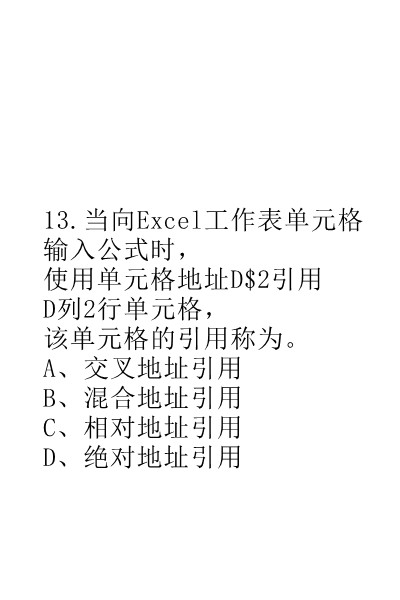 13.当向Excel工作表单元格
输入公式时，
使用单元格地址D$2引用
D列2行单元格，
该单元格的引用称为。
A、交叉地址引用
B、混合地址引用
C、相对地址引用
D、绝对地址引用